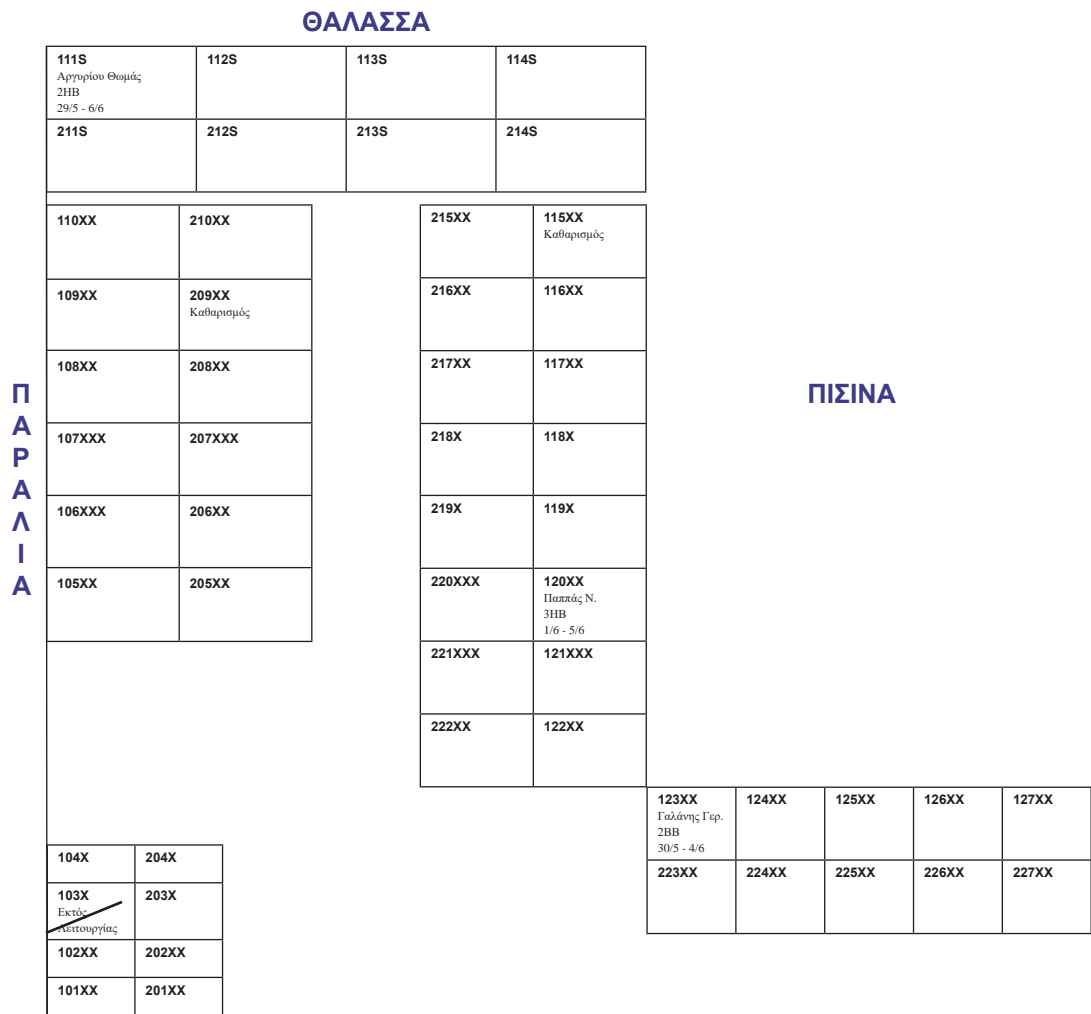 ΘΑΛΑΣΣΑ
111S
Αργυρίου Θωμάς
2HB
29/5 - 6/6
112S
113S
114S
211S
212S
213S
214S
110XX
210XX
109XX
209XX
Καθαρισμός
108XX
208XX
107XXX
207XXX
106XXX
206XX
105XX
205XX
ΠΑΡΑΛΙΑ
215XX
115XX
Καθαρισμός
216XX
116XX
217XX
117XX
218X
118X
219X
119X
220XXX
120XX
Παππάς Ν.
3HB
1/6 - 5/6
221XXX
121XXX
222XX
122XX
ΠΙΣΙΝΑ
123XX
Γαλάνης Γερ.
2BB
30/5 - 4/6
124XX
125XX
126XX
127XX
223XX
224XX
225XX
226XX
227XX
104X
204X
103X
Εκτός
Λειτουργίας
203X
102XX
202XX
101XX
201XX